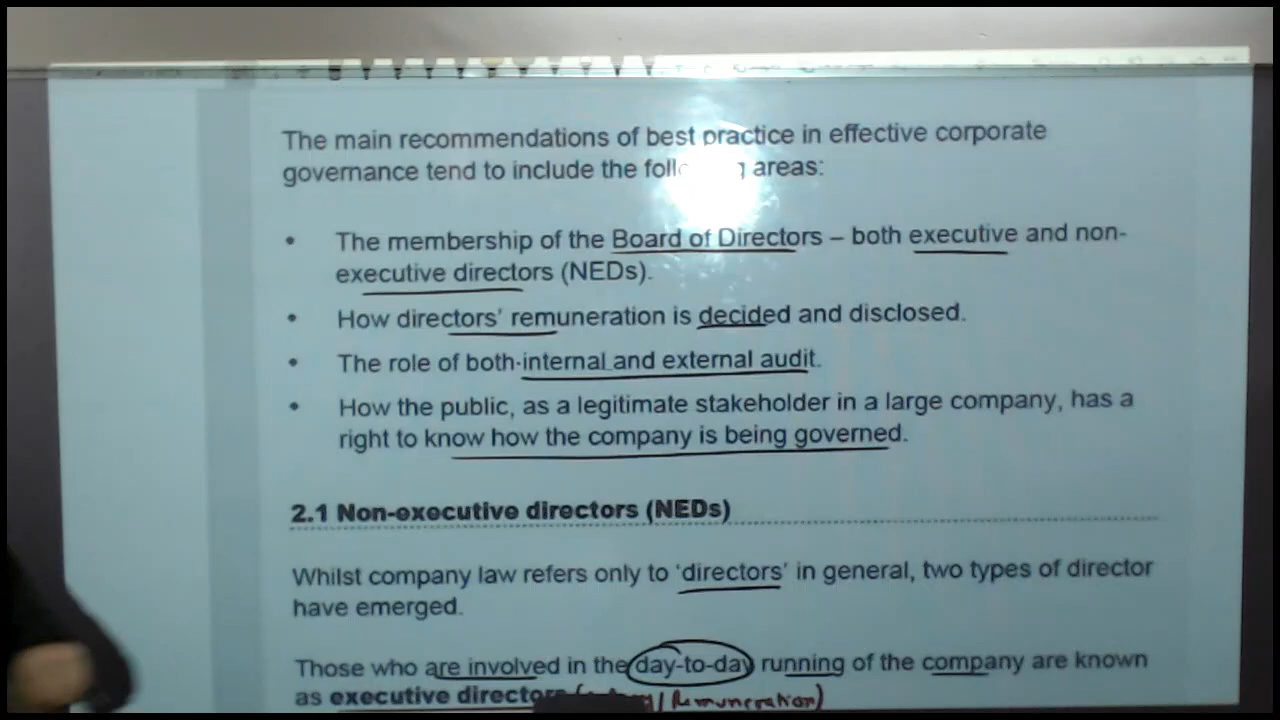 The main recommendations of best practice in effective corporate
governance tend to include the areas:
• The membership of the Board of Directors – both executive and non-
executive directors (NEDs).
• How directors' remuneration is decided and disclosed.
• The role of both internal and external audit.
• How the public, as a legitimate stakeholder in a large company, has a
right to know how the company is being governed.
2.1 Non-executive directors (NEDs)
Whilst company law refers only to 'directors' in general, two types of director
have emerged.
Those who are involved in the day-to-day running of the company are known
as executive directors / Remuneration)